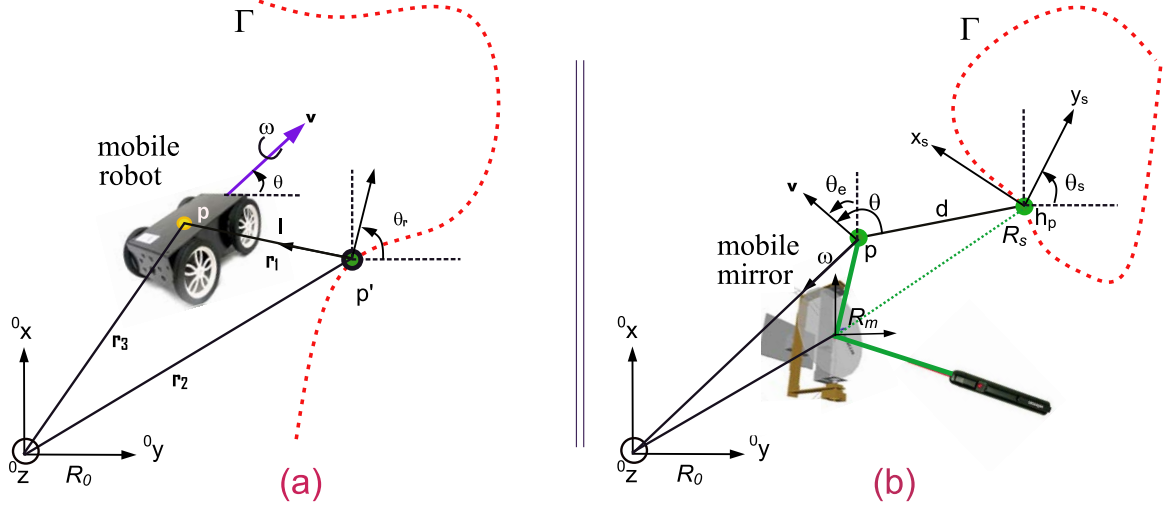 Γ
v
ω
mobile
robot
θ
p
l
r₁
θr
p'
⁰x
r₃
r₂
⁰z
R₀
⁰y
(a)
Γ
yₛ
xₛ
θₛ
v
θₑ
θ
d
hₚ
Rₛ
p
mobile
mirror
ω
Rₘ
⁰x
⁰z
R₀
⁰y
(b)